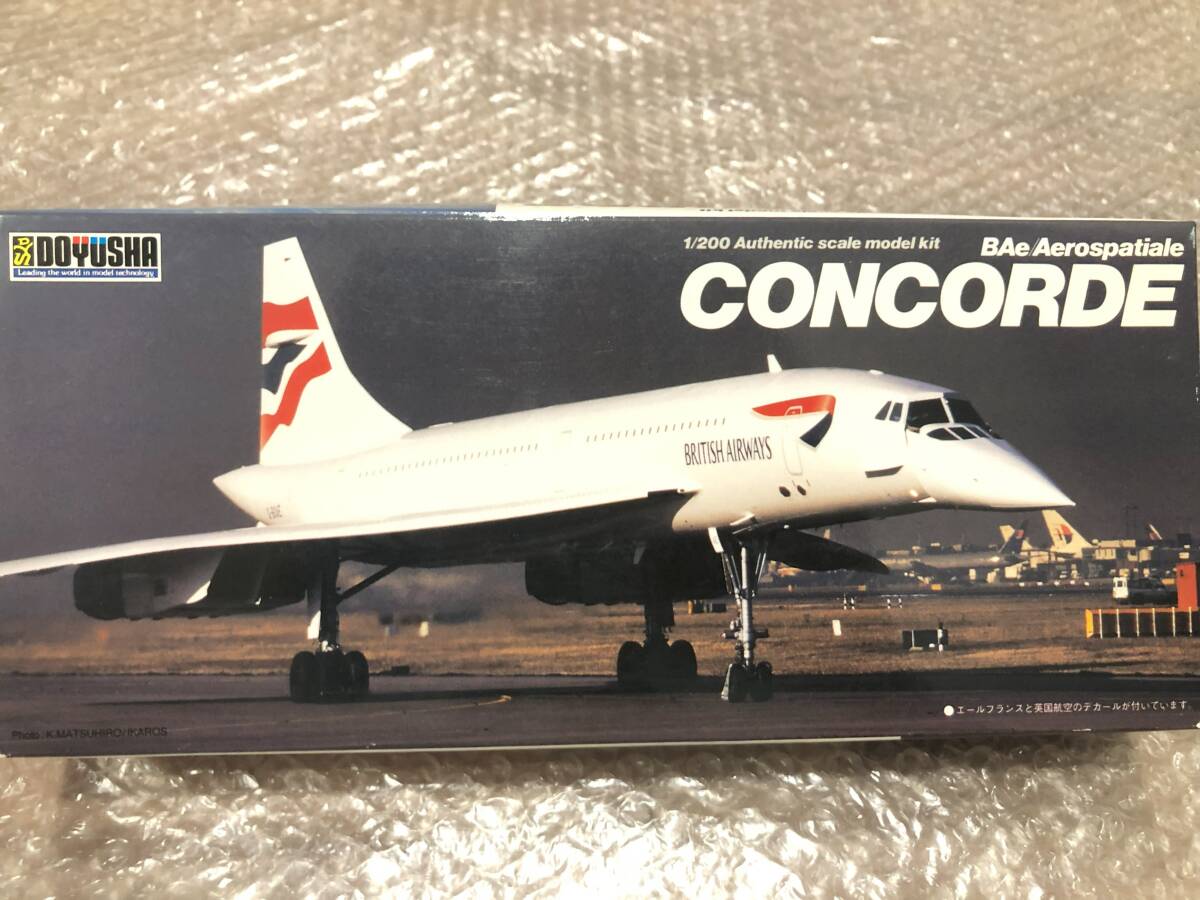 DOYUSHA
Leading the world in model technology
1/200 Authentic scale model kit
BAe/Aerospatiale
CONCORDE
BRITISH AIRWAYS
●エールフランスと英国航空のデカールが付いています
Photo: K.MATSUHIRO/IKAROS